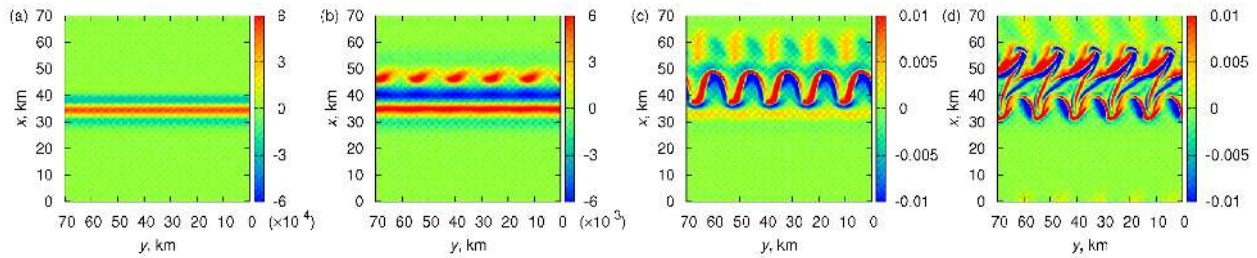 (a) 70 60 50 40 30 20 10 0 x, km 70 60 50 40 30 20 10 0 y, km 6 3 0 -3 -6 (×10 4)
(b) 70 60 50 40 30 20 10 0 x, km 70 60 50 40 30 20 10 0 y, km 6 3 0 -3 -6 (×10 3)
(c) 70 60 50 40 30 20 10 0 x, km 70 60 50 40 30 20 10 0 y, km 0.01 0.005 0 -0.005 -0.01
(d) 70 60 50 40 30 20 10 0 x, km 70 60 50 40 30 20 10 0 y, km 0.01 0.005 0 -0.005 -0.01